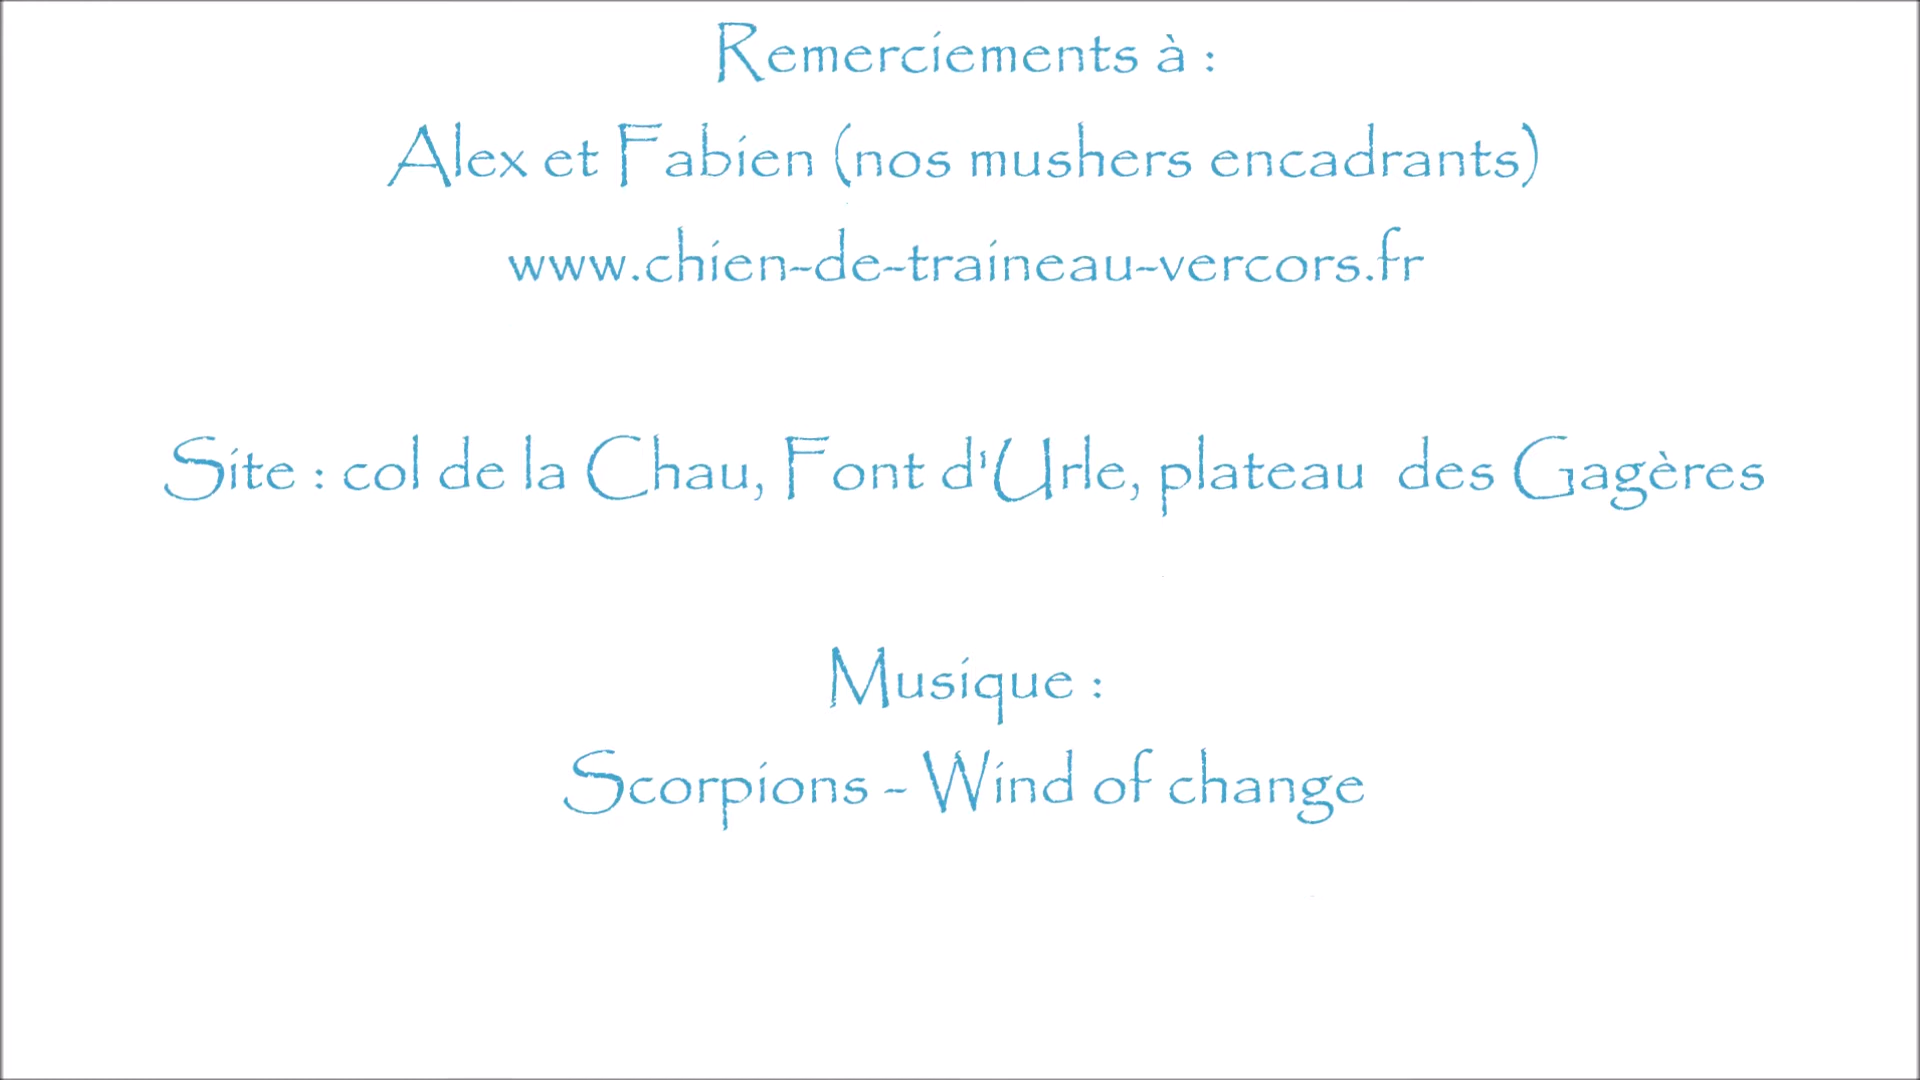 Remerciements à :
Alex et Fabien (nos mushers encadrants)
www.chien-de-traineau-vercors.fr
Site : col de la Chau, Font d'Urle, plateau  des Gagères
Musique :
Scorpions - Wind of change